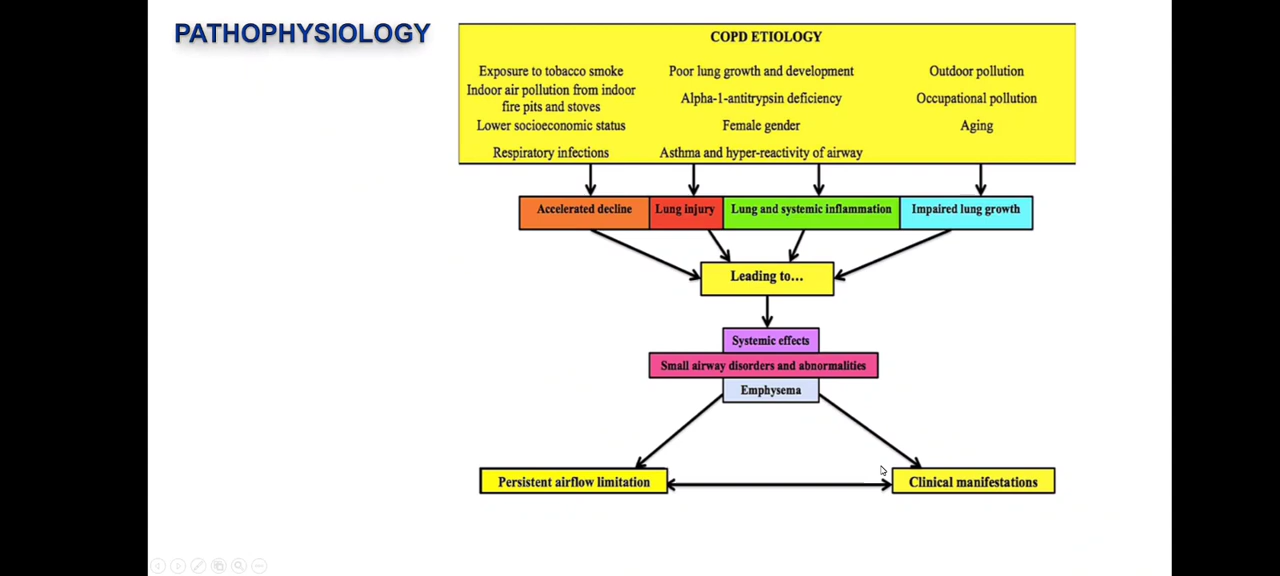 PATHOPHYSIOLOGY
COPD ETIOLOGY
Exposure to tobacco smoke
Indoor air pollution from indoor
fire pits and stoves
Lower socioeconomic status
Respiratory infections
Poor lung growth and development
Alpha-1-antitrypsin deficiency
Female gender
Asthma and hyper-reactivity of airway
Outdoor pollution
Occupational pollution
Aging
Accelerated decline
Lung injury
Lung and systemic inflammation
Impaired lung growth
Leading to...
Systemic effects
Small airway disorders and abnormalities
Emphysema
Persistent airflow limitation
Clinical manifestations